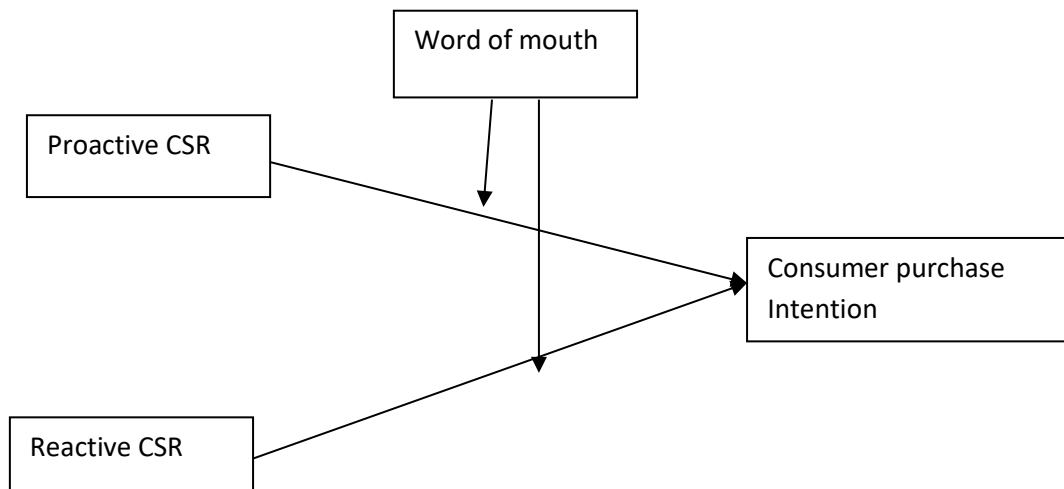 Word of mouth
Proactive CSR
Consumer purchase
Intention
Reactive CSR